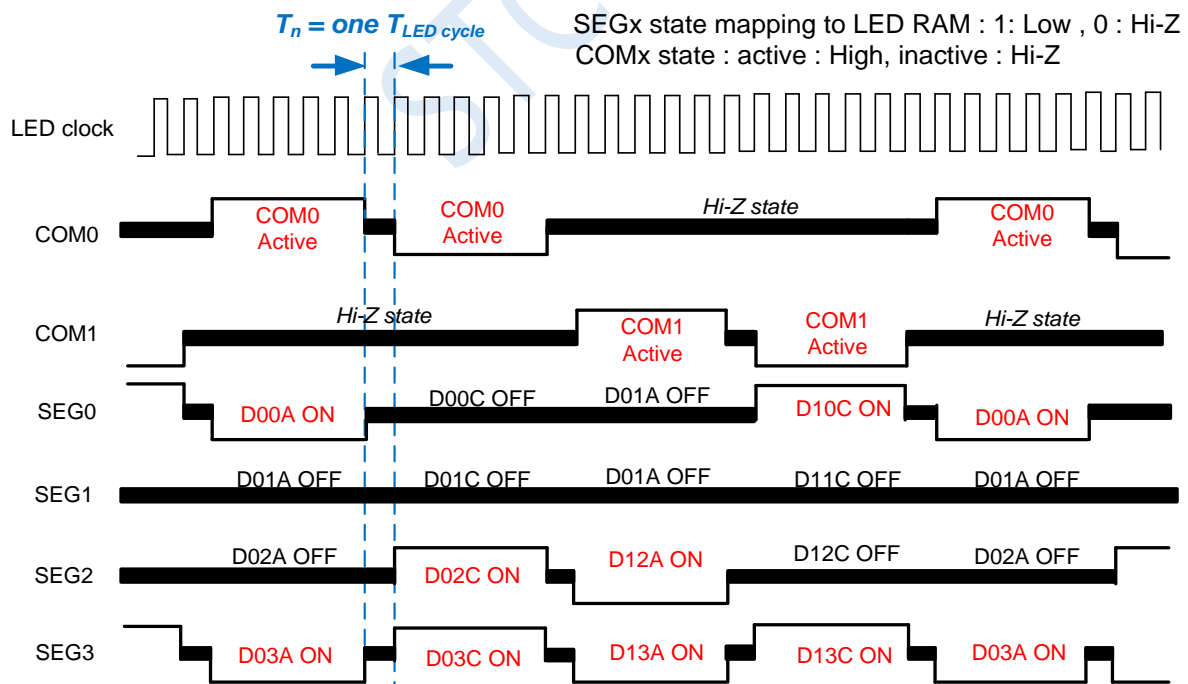 Tn = one TLED cycle
SEGx state mapping to LED RAM : 1: Low , 0 : Hi-Z
COMx state : active : High, inactive : Hi-Z
STC
LED clock
COM0
COM0
Active
COM0
Active
Hi-Z state
COM0
Active
COM1
Hi-Z state
COM1
Active
COM1
Active
Hi-Z state
SEG0
D00A ON
D00C OFF
D01A OFF
D10C ON
D00A ON
SEG1
D01A OFF
D01C OFF
D01A OFF
D11C OFF
D01A OFF
SEG2
D02A OFF
D02C ON
D12A ON
D12C OFF
D02A OFF
SEG3
D03A ON
D03C ON
D13A ON
D13C ON
D03A ON